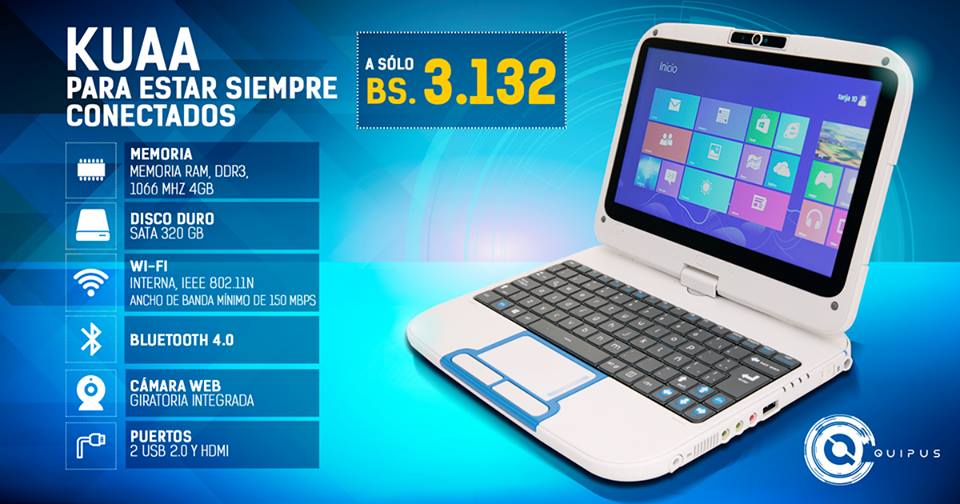 KUAA
PARA ESTAR SIEMPRE
CONECTADOS
A SÓLO
BS. 3.132
MEMORIA
MEMORIA RAM, DDR3,
1066 MHZ 4GB
DISCO DURO
SATA 320 GB
WI-FI
INTERNA, IEEE 802.11N
ANCHO DE BANDA MÍNIMO DE 150 MBPS
BLUETOOTH 4.0
CÁMARA WEB
GIRATORIA INTEGRADA
PUERTOS
2 USB 2.0 Y HDMI
Inicio
QUIPUS